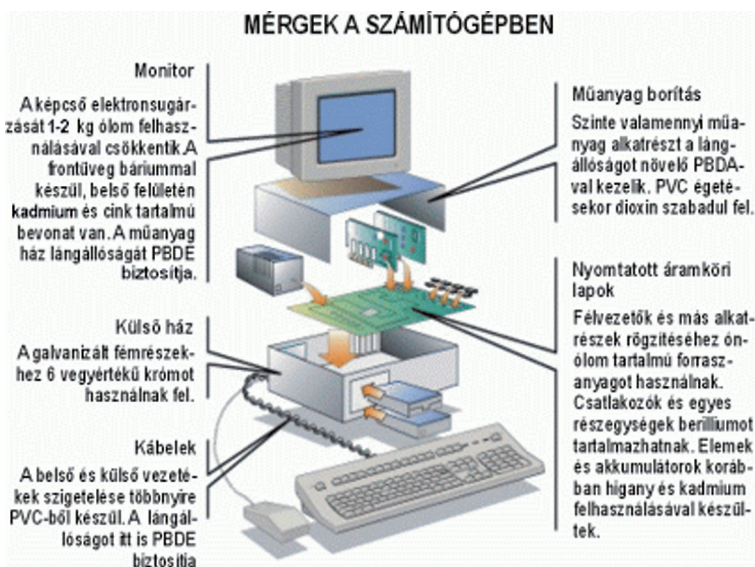 MÉRGEK A SZÁMÍTÓGÉPBEN
Monitor
A képcső elektronsugár-
zását 1-2 kg ólom felhasz-
nálásával csökkentik. A
frontüveg báriummal
készül, belső felületén
kadmium és cink tartalmú
bevonat van. A műanyag
ház lángállóságát PBDE
biztosítja.
Külső ház
A galvanizált fémrészek-
hez 6 vegyértékű krómot
használnak fel.
Kábelek
A belső és külső vezeté-
kek szigetelése többnyire
PVC-ből készül. A lángál-
lóságot itt is PBDE
biztosítja
Műanyag borítás
Szinte valamennyi műa-
nyag alkatrészt a láng-
állóságot növelő PBDA-
val kezelik. PVC égeté-
sekor dioxin szabadul fel.
Nyomtatott áramköri
lapok
Félvezetők és más alkat-
részek rögzítéséhez ón-
ólom tartalmú forrasz-
anyagot használnak.
Csatlakozók és egyes
részegységek berilliumot
tartalmazhatnak. Elemek
és akkumulátorok koráb-
ban higany és kadmium
felhasználásával készül-
tek.